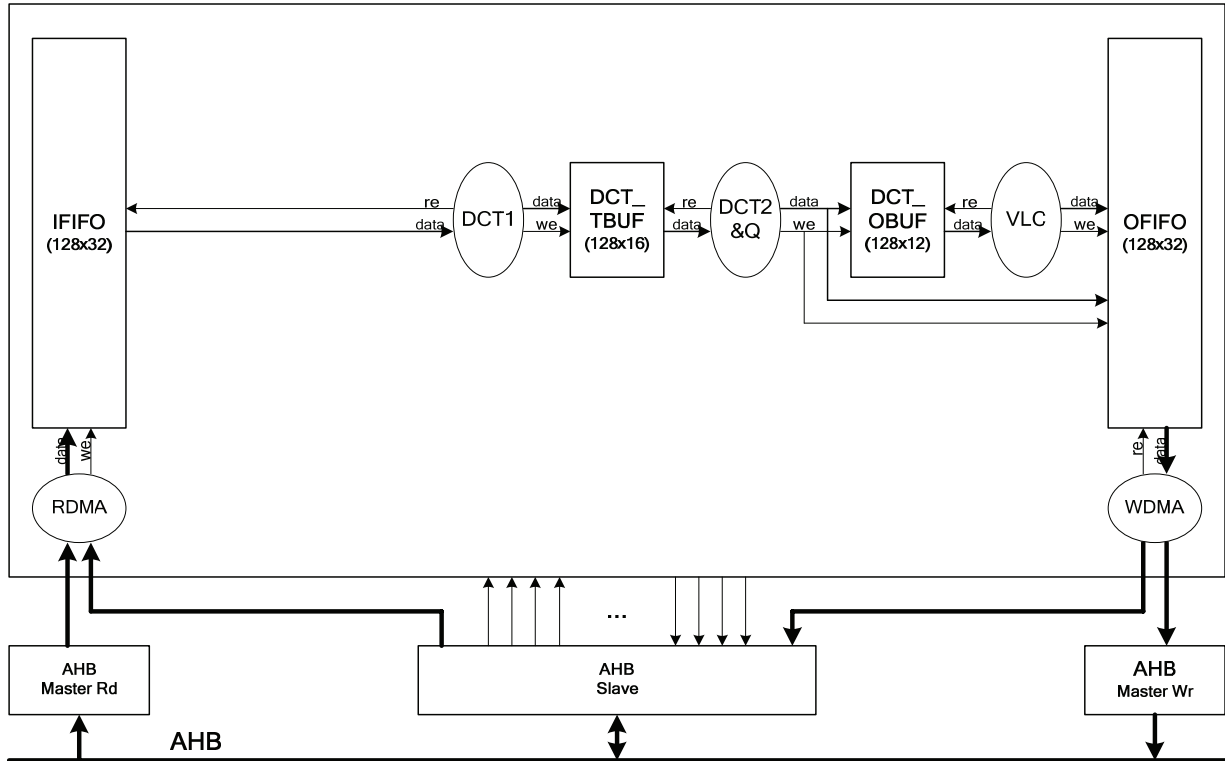 IFIFO
(128x32)
re
data
DCT1
data
we
DCT_
TBUF
(128x16)
re
data
DCT2
&Q
data
we
DCT_
OBUF
(128x12)
re
data
VLC
data
we
OFIFO
(128x32)
data
we
RDMA
re
data
WDMA
...
AHB
Master Rd
AHB
Slave
AHB
Master Wr
AHB